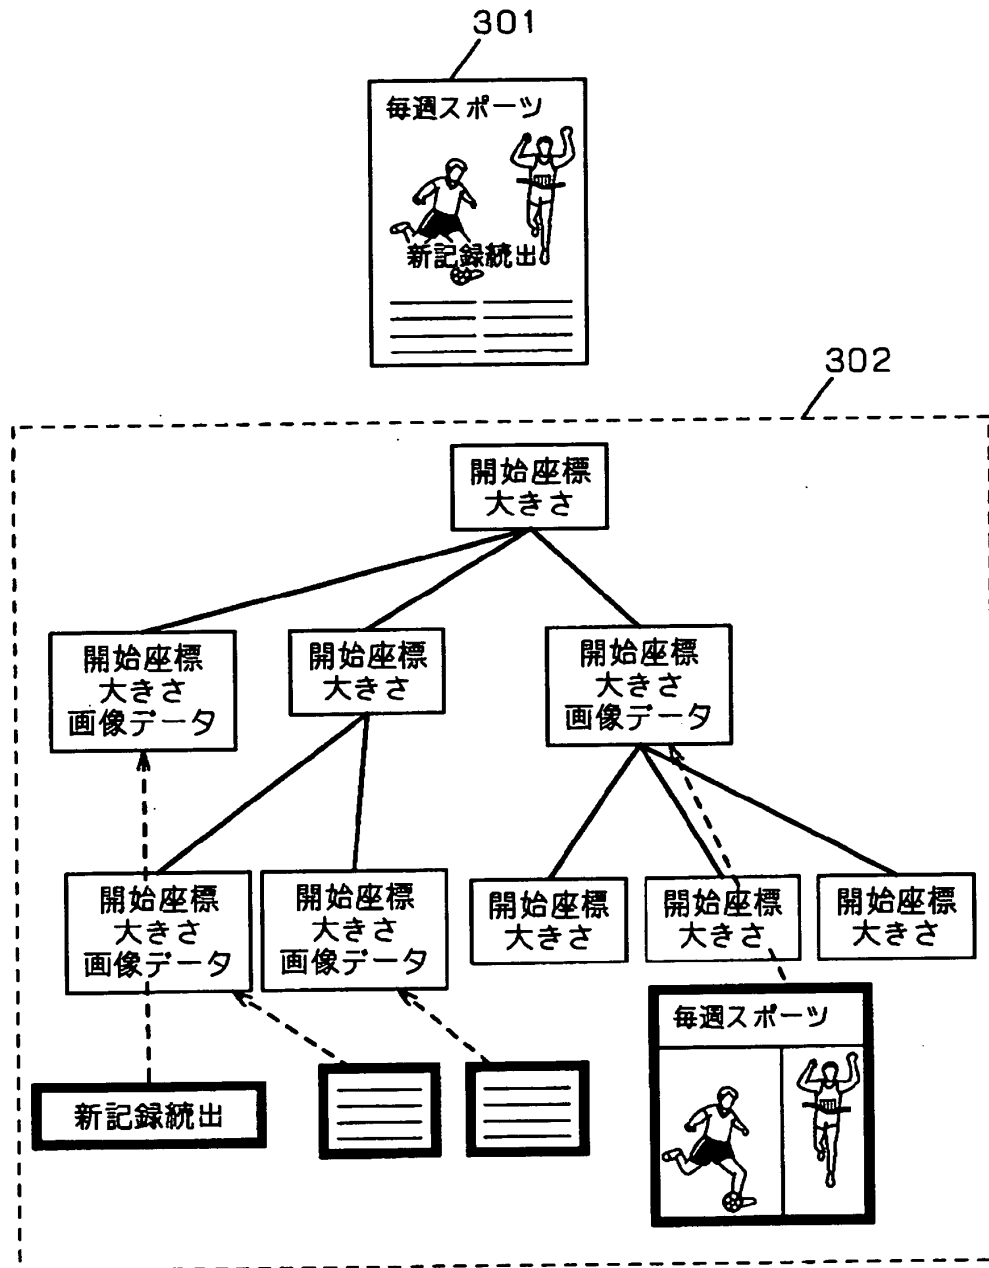 301
毎週スポーツ
新記録続出
302
開始座標
大きさ
開始座標
大きさ
画像データ
開始座標
大きさ
開始座標
大きさ
画像データ
開始座標
大きさ
画像データ
開始座標
大きさ
画像データ
開始座標
大きさ
開始座標
大きさ
開始座標
大きさ
毎週スポーツ
新記録続出